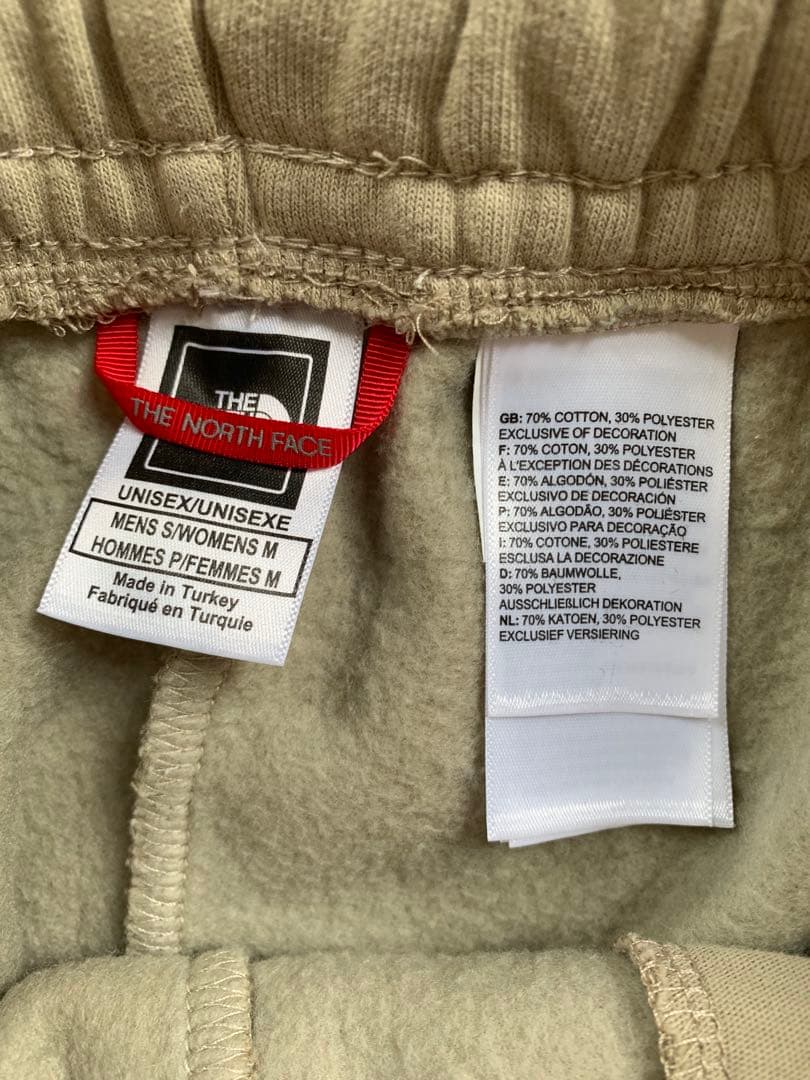 THE
THE NORTH FACE
UNISEX/UNISEXE
MENS S/WOMENS M
HOMMES P/FEMMES M
Made in Turkey
Fabriqué en Turquie
GB: 70% COTTON, 30% POLYESTER
EXCLUSIVE OF DECORATION
F: 70% COTON, 30% POLYESTER
À L'EXCEPTION DES DÉCORATIONS
E: 70% ALGODÓN, 30% POLIÉSTER
EXCLUSIVO DE DECORACIÓN
P: 70% ALGODÃO, 30% POLIÉSTER
EXCLUSIVO PARA DECORAÇÃO
I: 70% COTONE, 30% POLIESTERE
ESCLUSA LA DECORAZIONE
D: 70% BAUMWOLLE,
30% POLYESTER
AUSSCHLIEßLICH DEKORATION
NL: 70% KATOEN, 30% POLYESTER
EXCLUSIEF VERSIERING